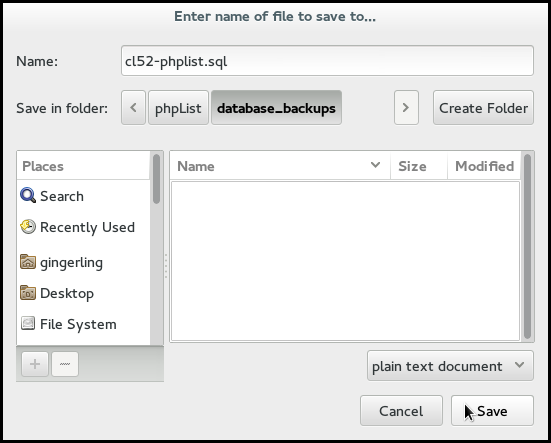 Enter name of file to save to...
Name: cl52-phplist.sql
Save in folder: < phpList database_backups > Create Folder
Places Name Size Modified
Search
Recently Used
gingerling
Desktop
File System
+ −
plain text document
Cancel Save